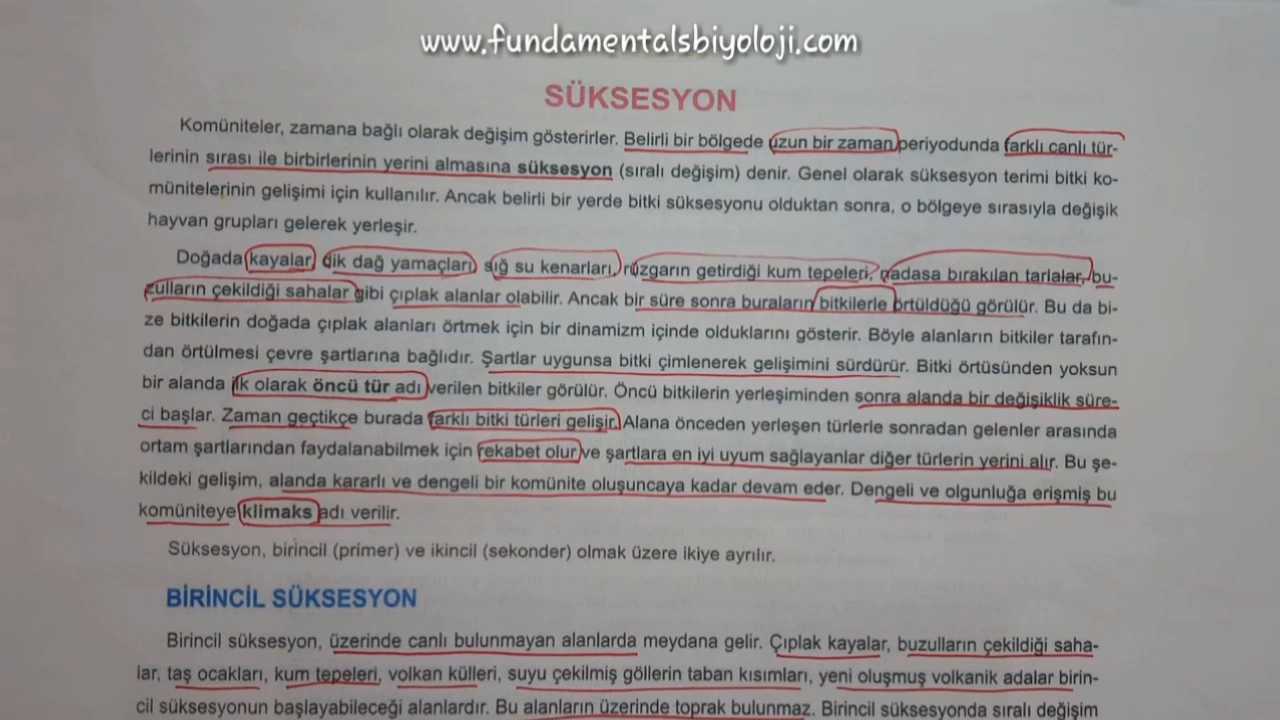 www.fundamentalsbiyoloji.com
SÜKSESYON
Komüniteler, zamana bağlı olarak değişim gösterirler. Belirli bir bölgede uzun bir zaman periyodunda farklı canlı tür-
lerinin sırası ile birbirlerinin yerini almasına süksesyon (sıralı değişim) denir. Genel olarak süksesyon terimi bitki ko-
münitelerinin gelişimi için kullanılır. Ancak belirli bir yerde bitki süksesyonu olduktan sonra, o bölgeye sırasıyla değişik
hayvan grupları gelerek yerleşir.
Doğada kayalar, dik dağ yamaçları, sığ su kenarları, rüzgarın getirdiği kum tepeleri, nadasa bırakılan tarlalar, bu-
zulların çekildiği sahalar gibi çıplak alanlar olabilir. Ancak bir süre sonra buraların bitkilerle örtüldüğü görülür. Bu da bi-
ze bitkilerin doğada çıplak alanları örtmek için bir dinamizm içinde olduklarını gösterir. Böyle alanların bitkiler tarafın-
dan örtülmesi çevre şartlarına bağlıdır. Şartlar uygunsa bitki çimlenerek gelişimini sürdürür. Bitki örtüsünden yoksun
bir alanda ilk olarak öncü tür adı verilen bitkiler görülür. Öncü bitkilerin yerleşiminden sonra alanda bir değişiklik süre-
ci başlar. Zaman geçtikçe burada farklı bitki türleri gelişir. Alana önceden yerleşen türlerle sonradan gelenler arasında
ortam şartlarından faydalanabilmek için rekabet olur ve şartlara en iyi uyum sağlayanlar diğer türlerin yerini alır. Bu şe-
kildeki gelişim, alanda kararlı ve dengeli bir komünite oluşuncaya kadar devam eder. Dengeli ve olgunluğa erişmiş bu
komüniteye klimaks adı verilir.
Süksesyon, birincil (primer) ve ikincil (sekonder) olmak üzere ikiye ayrılır.
BİRİNCİL SÜKSESYON
Birincil süksesyon, üzerinde canlı bulunmayan alanlarda meydana gelir. Çıplak kayalar, buzulların çekildiği saha-
lar, taş ocakları, kum tepeleri, volkan külleri, suyu çekilmiş göllerin taban kısımları, yeni oluşmuş volkanik adalar birin-
cil süksesyonun başlayabileceği alanlardır. Bu alanların üzerinde toprak bulunmaz. Birincil süksesyonda sıralı değişim